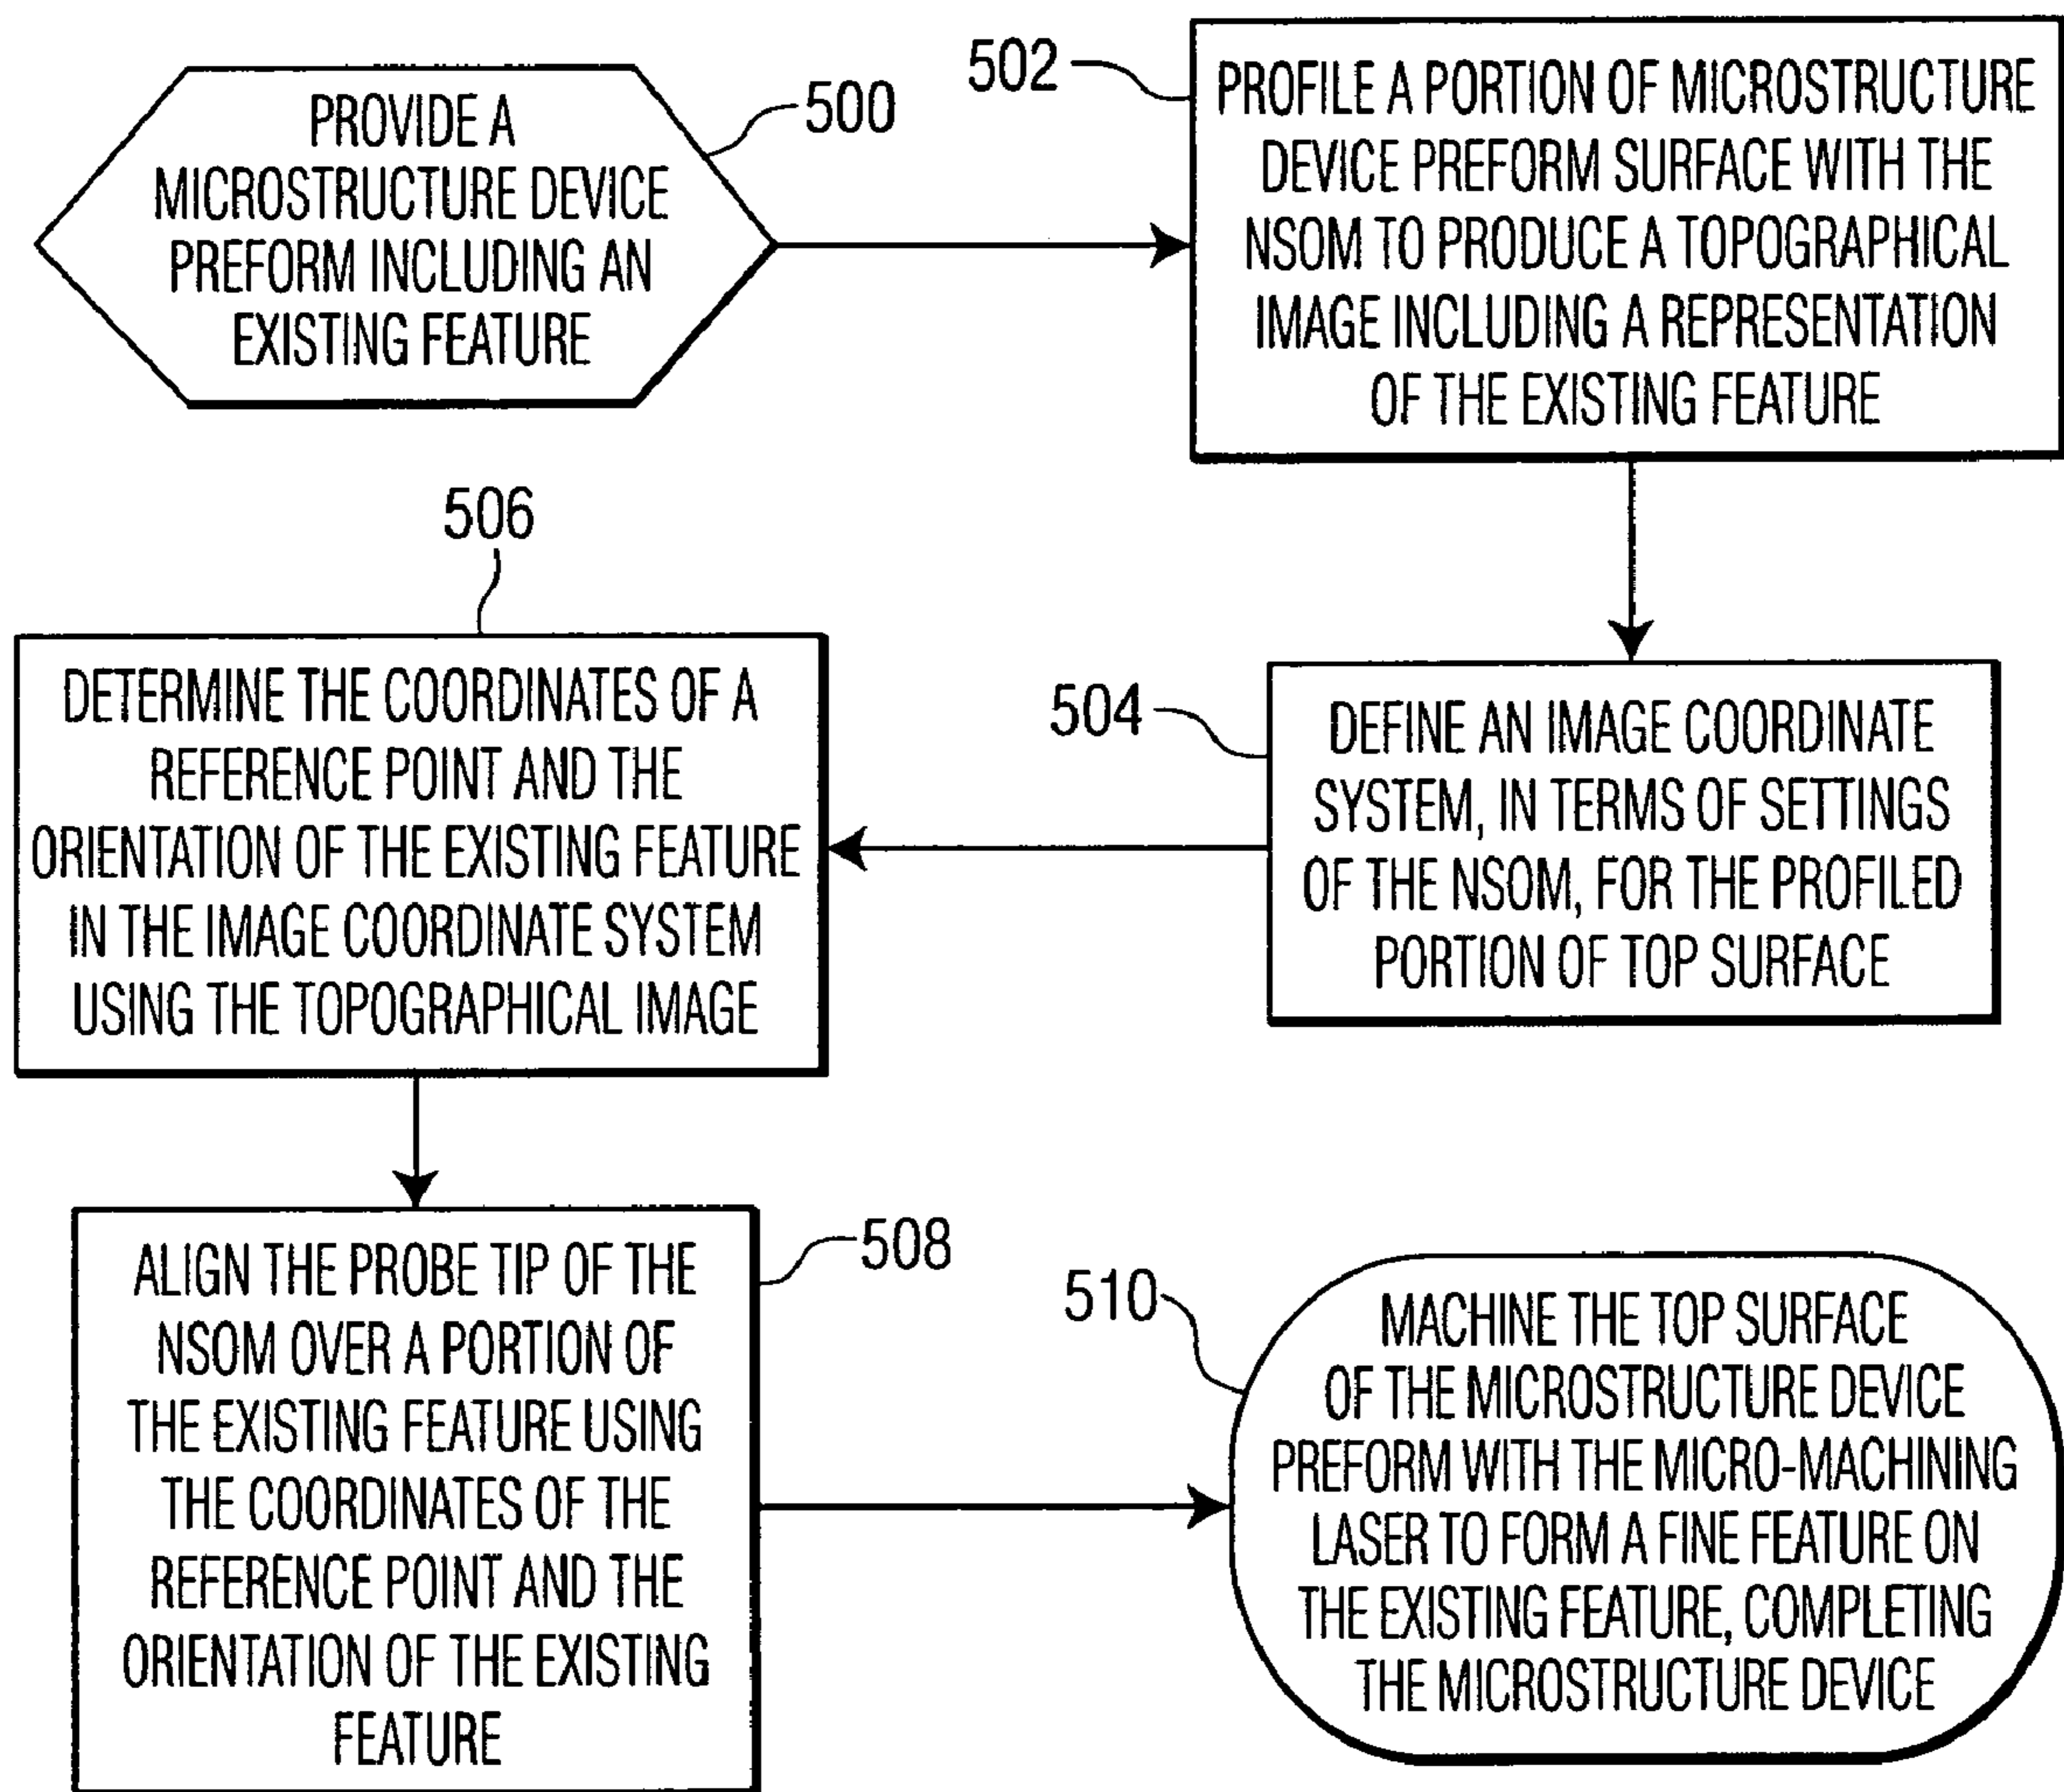 500
PROVIDE A
MICROSTRUCTURE DEVICE
PREFORM INCLUDING AN
EXISTING FEATURE
502
PROFILE A PORTION OF MICROSTRUCTURE
DEVICE PREFORM SURFACE WITH THE
NSOM TO PRODUCE A TOPOGRAPHICAL
IMAGE INCLUDING A REPRESENTATION
OF THE EXISTING FEATURE
504
DEFINE AN IMAGE COORDINATE
SYSTEM, IN TERMS OF SETTINGS
OF THE NSOM, FOR THE PROFILED
PORTION OF TOP SURFACE
506
DETERMINE THE COORDINATES OF A
REFERENCE POINT AND THE
ORIENTATION OF THE EXISTING FEATURE
IN THE IMAGE COORDINATE SYSTEM
USING THE TOPOGRAPHICAL IMAGE
508
ALIGN THE PROBE TIP OF THE
NSOM OVER A PORTION OF
THE EXISTING FEATURE USING
THE COORDINATES OF THE
REFERENCE POINT AND THE
ORIENTATION OF THE EXISTING
FEATURE
510
MACHINE THE TOP SURFACE
OF THE MICROSTRUCTURE DEVICE
PREFORM WITH THE MICRO-MACHINING
LASER TO FORM A FINE FEATURE ON
THE EXISTING FEATURE, COMPLETING
THE MICROSTRUCTURE DEVICE